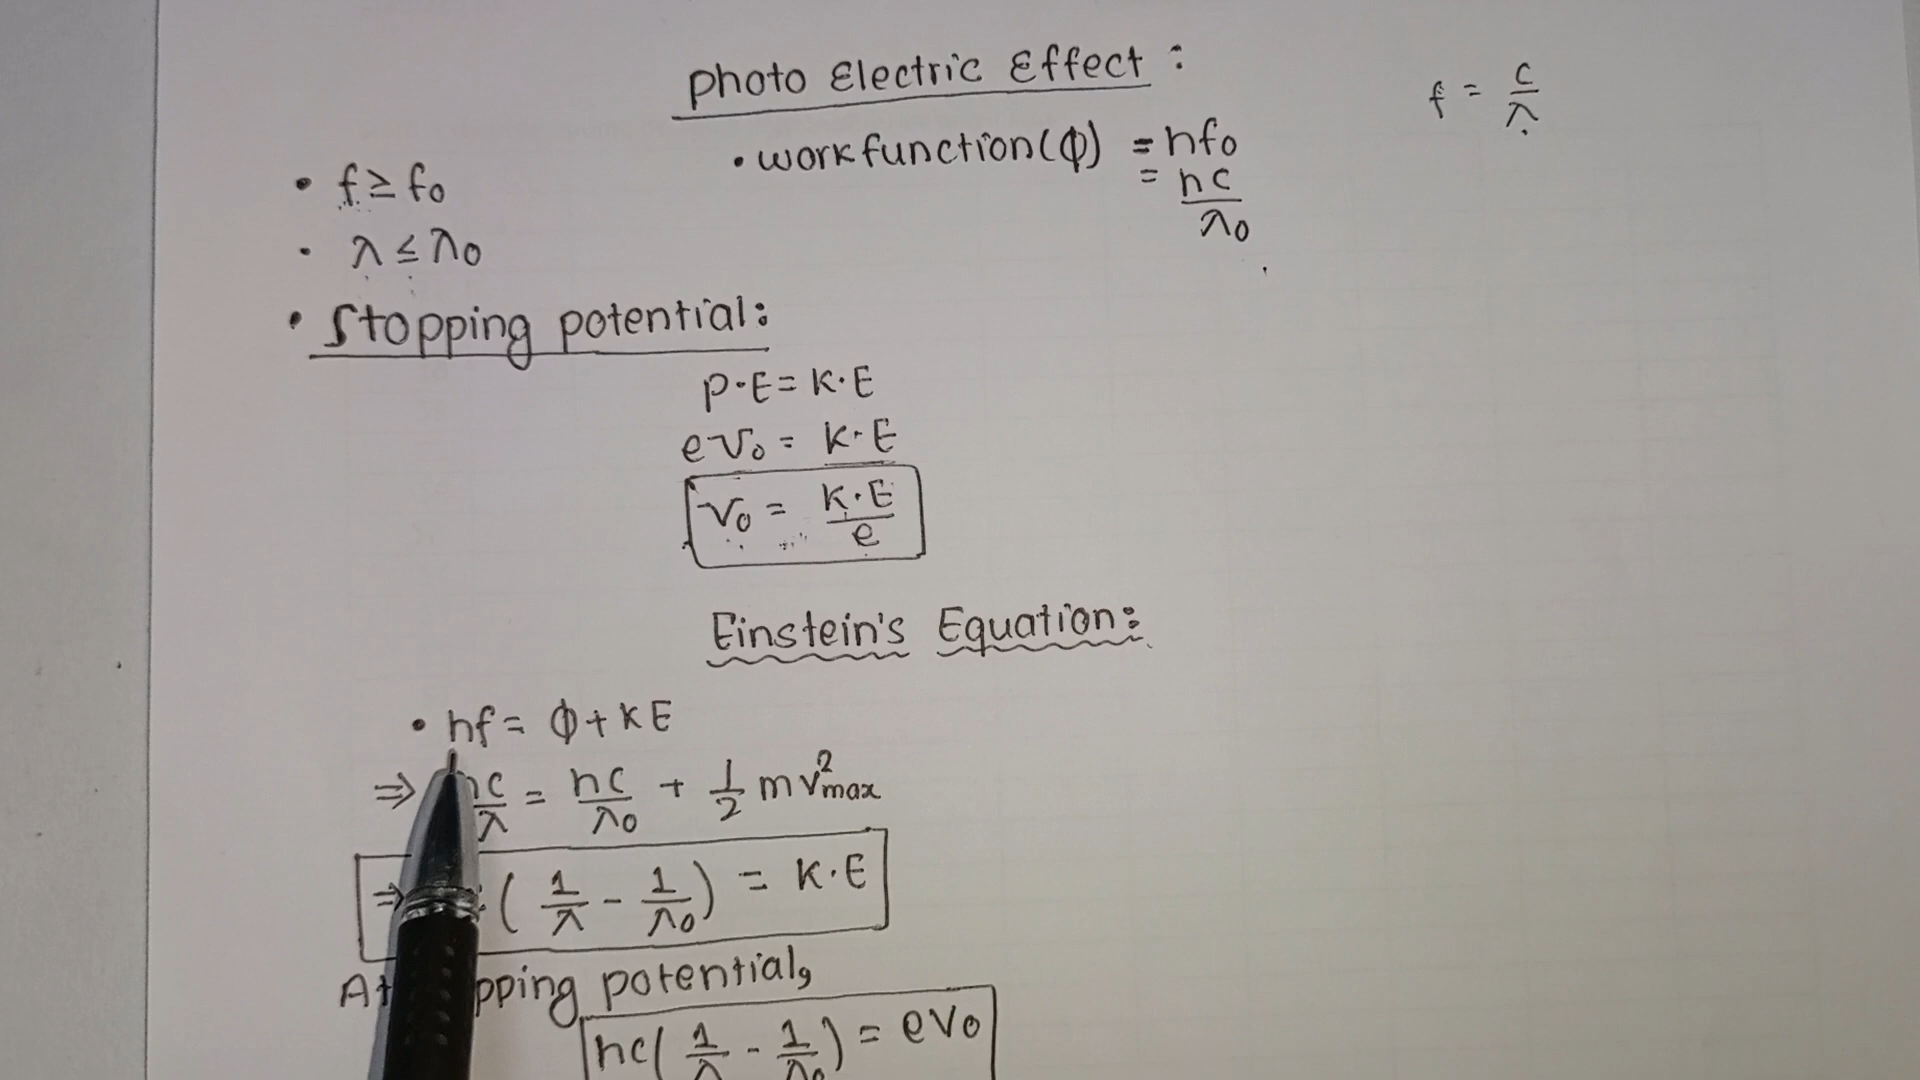 Photo Electric Effect :
f = c/λ
• workfunction(ϕ) = hf₀
= hc/λ₀
• f ≥ f₀
• λ ≤ λ₀
• Stopping potential:
P·E = K·E
eV₀ = K·E
V₀ = K·E/e
Einstein's Equation:
• hf = ϕ + KE
⇒ hc/λ = hc/λ₀ + 1/2 mv²max
⇒ (1/λ - 1/λ₀) = K·E
At pping potential,
hc(1/λ - 1/λ₀) = eV₀